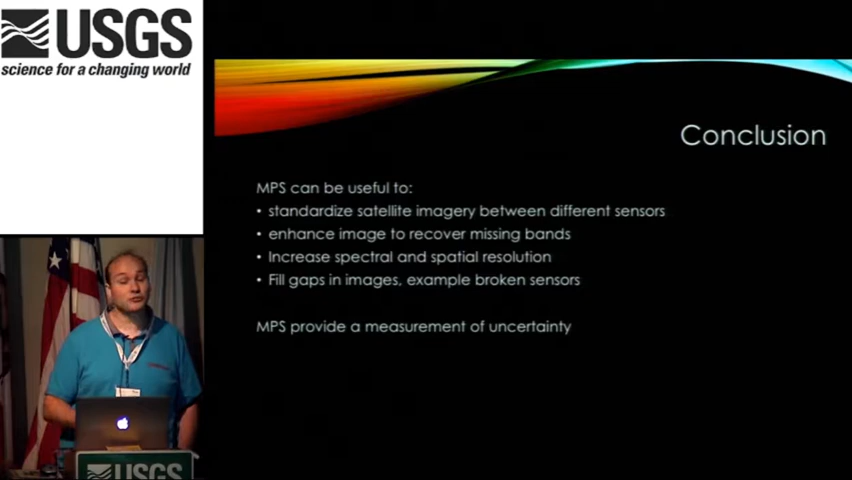 USGS
science for a changing world
Conclusion
MPS can be useful to:
• standardize satellite imagery between different sensors
• enhance image to recover missing bands
• Increase spectral and spatial resolution
• Fill gaps in images, example broken sensors
MPS provide a measurement of uncertainty
USGS